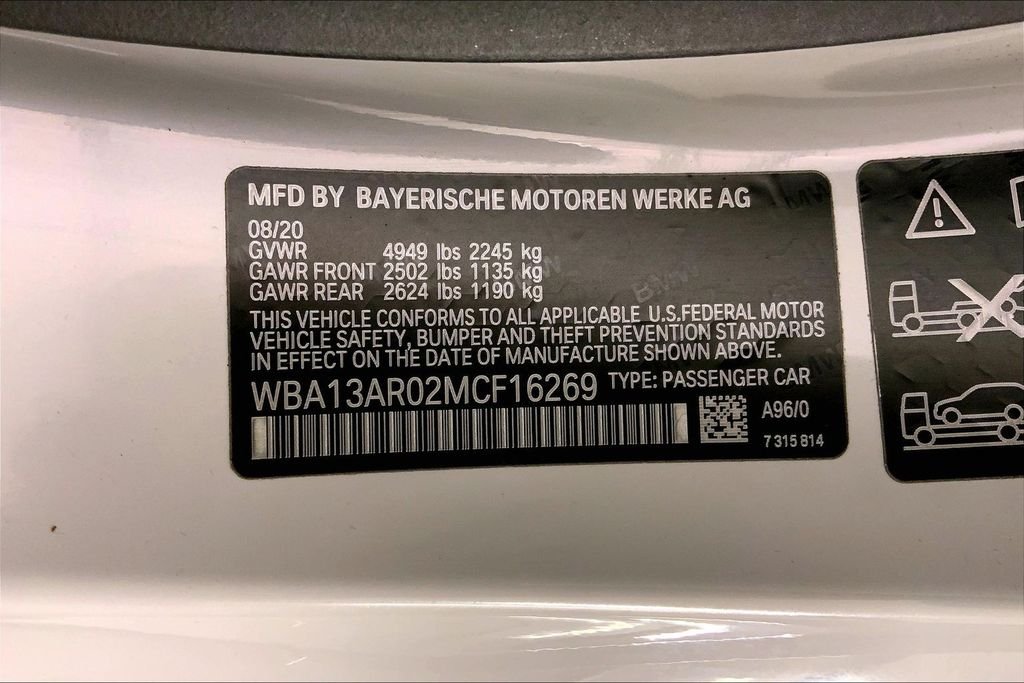 MFD BY BAYERISCHE MOTOREN WERKE AG
08/20
GVWR 4949 lbs 2245 kg
GAWR FRONT 2502 lbs 1135 kg
GAWR REAR 2624 lbs 1190 kg
THIS VEHICLE CONFORMS TO ALL APPLICABLE U.S.FEDERAL MOTOR
VEHICLE SAFETY, BUMPER AND THEFT PREVENTION STANDARDS
IN EFFECT ON THE DATE OF MANUFACTURE SHOWN ABOVE.
WBA13AR02MCF16269 TYPE: PASSENGER CAR
A96/0
7 315 814